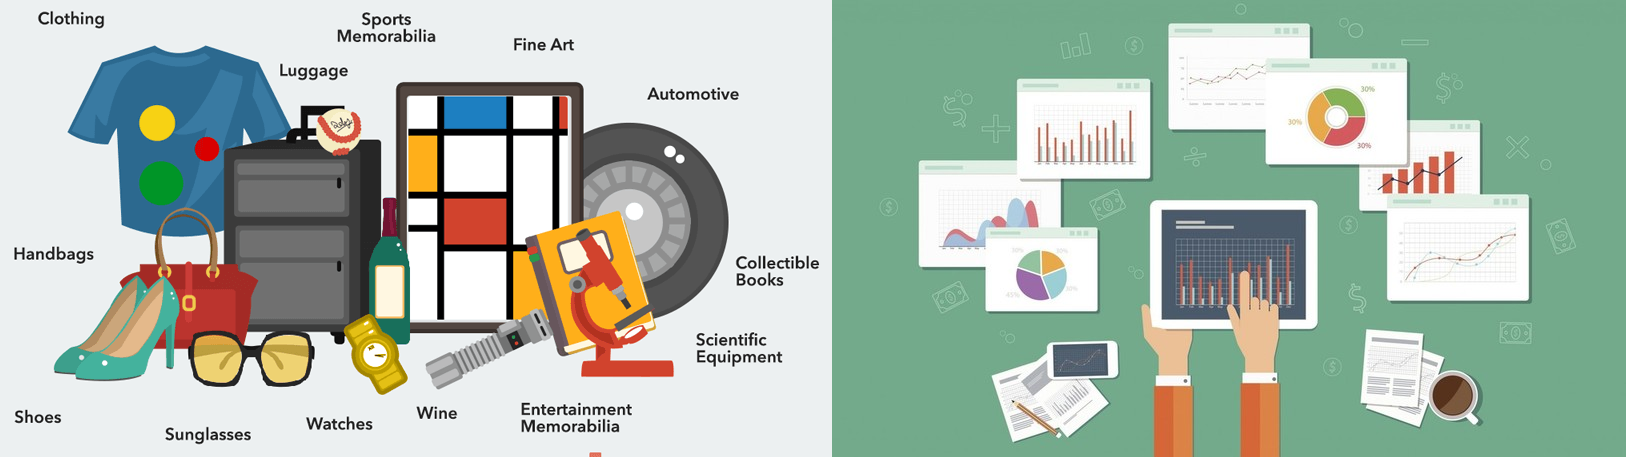 Clothing
Sports
Memorabilia
Fine Art
Luggage
Automotive
Handbags
Collectible
Books
Scientific
Equipment
Shoes
Sunglasses
Watches
Wine
Entertainment
Memorabilia
30%
30%
30%